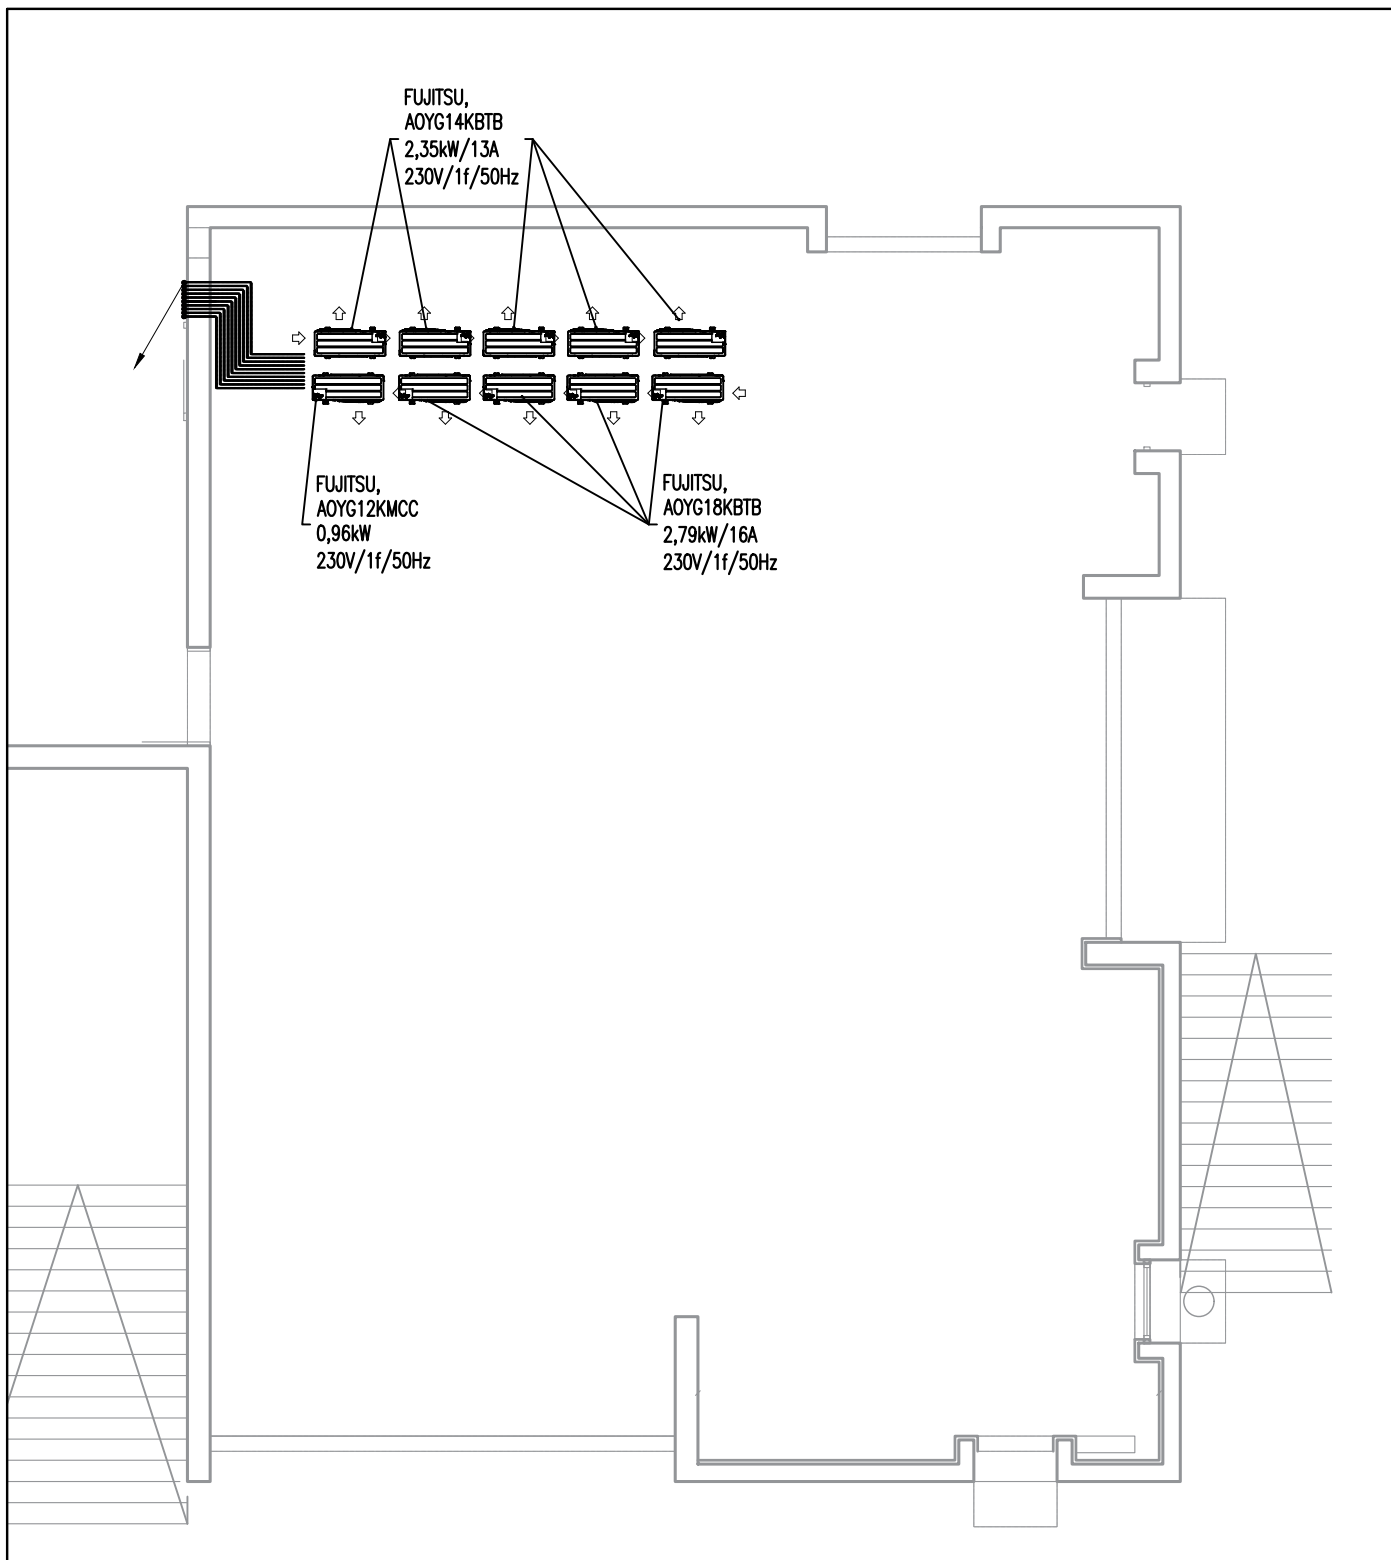 FUJITSU,
AOYG14KBTB
2,35kW/13A
230V/1f/50Hz
FUJITSU,
AOYG12KMCC
0,96kW
230V/1f/50Hz
FUJITSU,
AOYG18KBTB
2,79kW/16A
230V/1f/50Hz